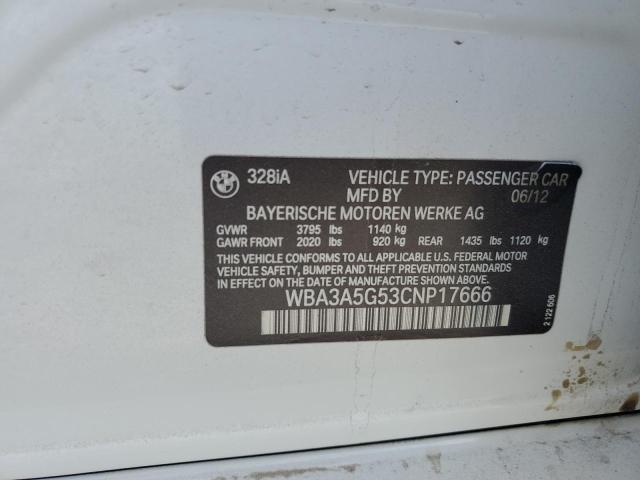 328iA VEHICLE TYPE: PASSENGER CAR
MFD BY 06/12
BAYERISCHE MOTOREN WERKE AG
GVWR 3795 lbs 1140 kg
GAWR FRONT 2020 lbs 920 kg REAR 1435 lbs 1120 kg
THIS VEHICLE CONFORMS TO ALL APPLICABLE U.S. FEDERAL MOTOR
VEHICLE SAFETY, BUMPER AND THEFT PREVENTION STANDARDS IN
EFFECT ON THE DATE OF MANUFACTURE SHOWN ABOVE.
WBA3A5G53CNP17666
2 122 606